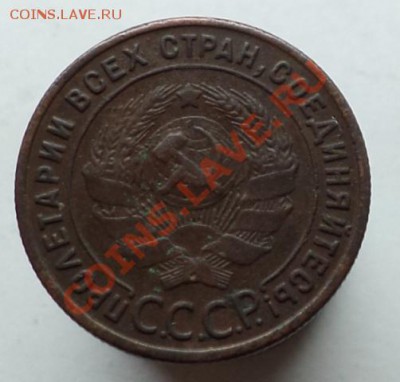 COINS.LAVE.RU
ПРОЛЕТАРИИ ВСЕХ СТРАН, СОЕДИНЯЙТЕСЬ!
С.С.С.Р.
COINS.LAVE.RU